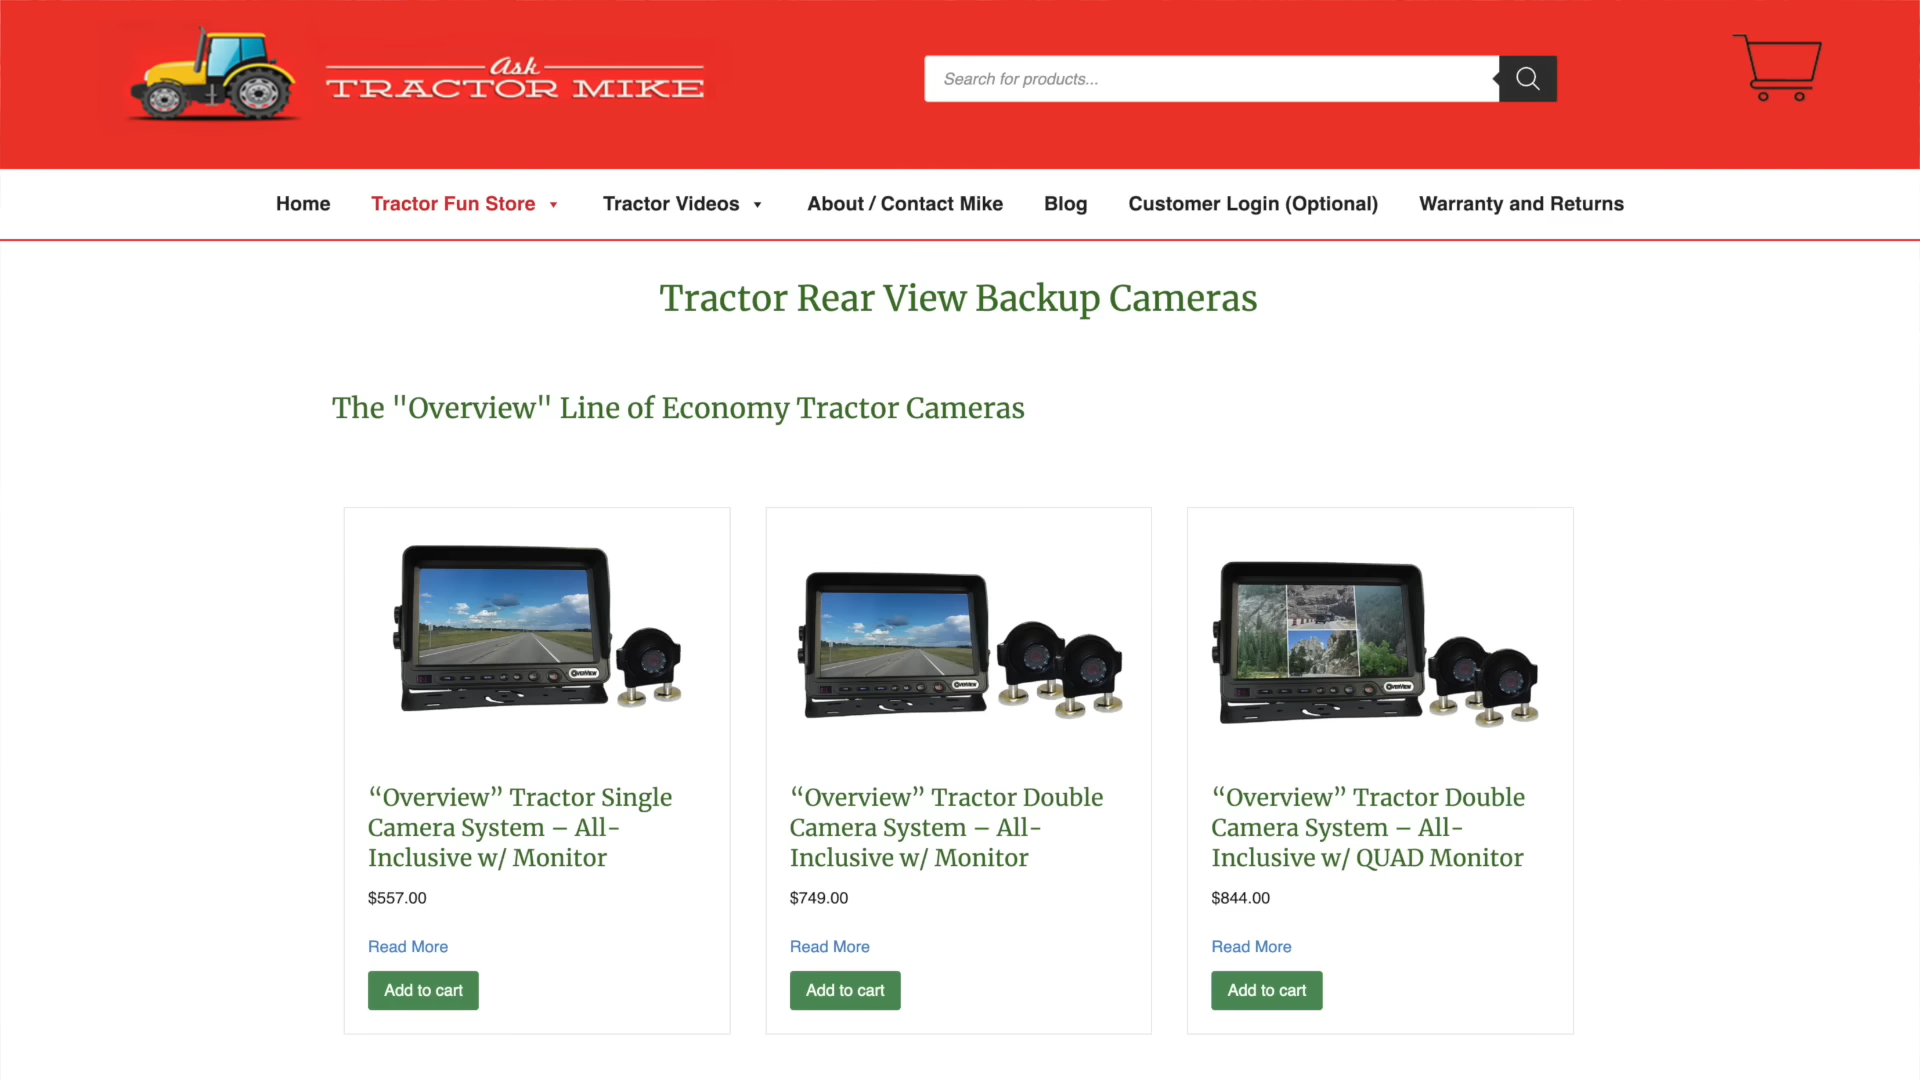 Ask
TRACTOR MIKE
Search for products...
Home
Tractor Fun Store
Tractor Videos
About / Contact Mike
Blog
Customer Login (Optional)
Warranty and Returns
Tractor Rear View Backup Cameras
The "Overview" Line of Economy Tractor Cameras
OverView
“Overview” Tractor Single
Camera System – All-
Inclusive w/ Monitor
$557.00
Read More
Add to cart
OverView
“Overview” Tractor Double
Camera System – All-
Inclusive w/ Monitor
$749.00
Read More
Add to cart
OverView
“Overview” Tractor Double
Camera System – All-
Inclusive w/ QUAD Monitor
$844.00
Read More
Add to cart